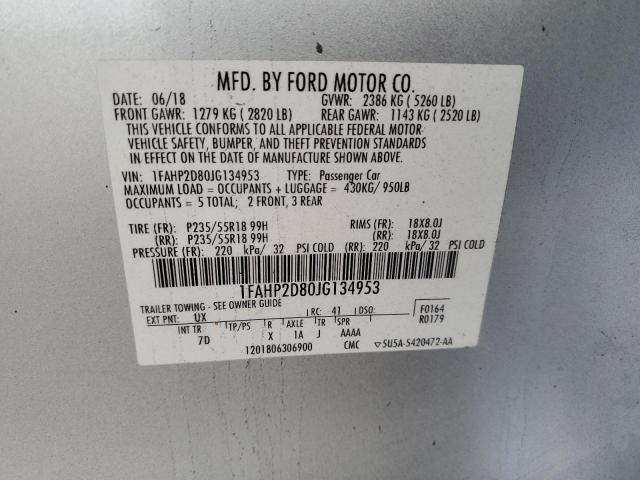 MFD. BY FORD MOTOR CO.
DATE: 06/18 GVWR: 2386 KG ( 5260 LB)
FRONT GAWR: 1279 KG ( 2820 LB) REAR GAWR: 1143 KG ( 2520 LB)
THIS VEHICLE CONFORMS TO ALL APPLICABLE FEDERAL MOTOR
VEHICLE SAFETY, BUMPER, AND THEFT PREVENTION STANDARDS
IN EFFECT ON THE DATE OF MANUFACTURE SHOWN ABOVE.
VIN: 1FAHP2D80JG134953 TYPE: Passenger Car
MAXIMUM LOAD = OCCUPANTS + LUGGAGE = 430KG/ 950LB
OCCUPANTS = 5 TOTAL; 2 FRONT, 3 REAR
TIRE (FR): P235/55R18 99H RIMS (FR): 18X8.0J
(RR): P235/55R18 99H (RR): 18X8.0J
PRESSURE (FR): 220 kPa/ 32 PSI COLD (RR): 220 kPa/ 32 PSI COLD
1FAHP2D80JG134953
TRAILER TOWING - SEE OWNER GUIDE
EXT PNT: UX RC: 41 DSO: F0164
R0179
INT TR TP/PS R AXLE TR SPR
7D X 1A J AAAA
1201806306900 CMC ▽5U5A-5420472-AA